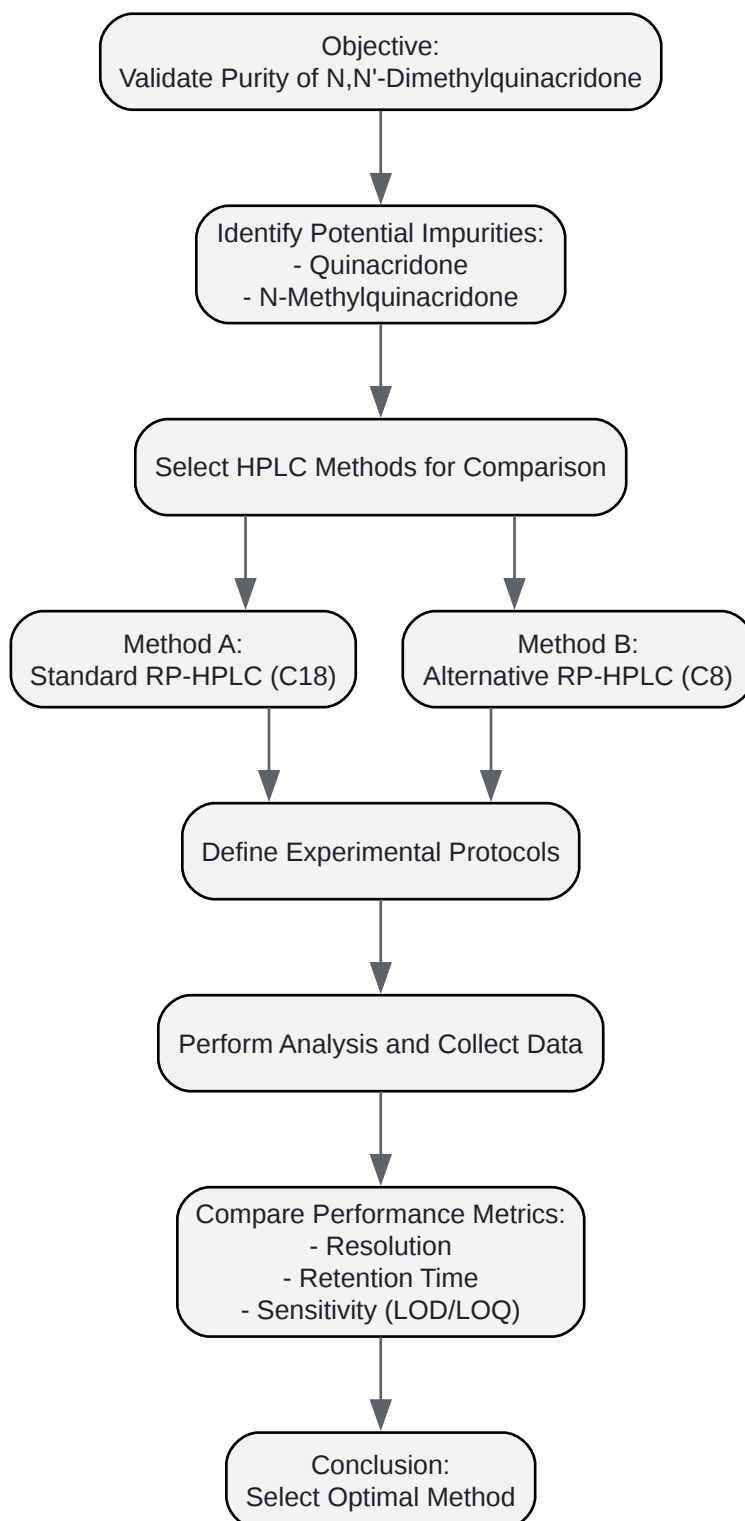 Objective:
Validate Purity of N,N'-Dimethylquinacridone
Identify Potential Impurities:
- Quinacridone
- N-Methylquinacridone
Select HPLC Methods for Comparison
Method A:
Standard RP-HPLC (C18)
Method B:
Alternative RP-HPLC (C8)
Define Experimental Protocols
Perform Analysis and Collect Data
Compare Performance Metrics:
- Resolution
- Retention Time
- Sensitivity (LOD/LOQ)
Conclusion:
Select Optimal Method